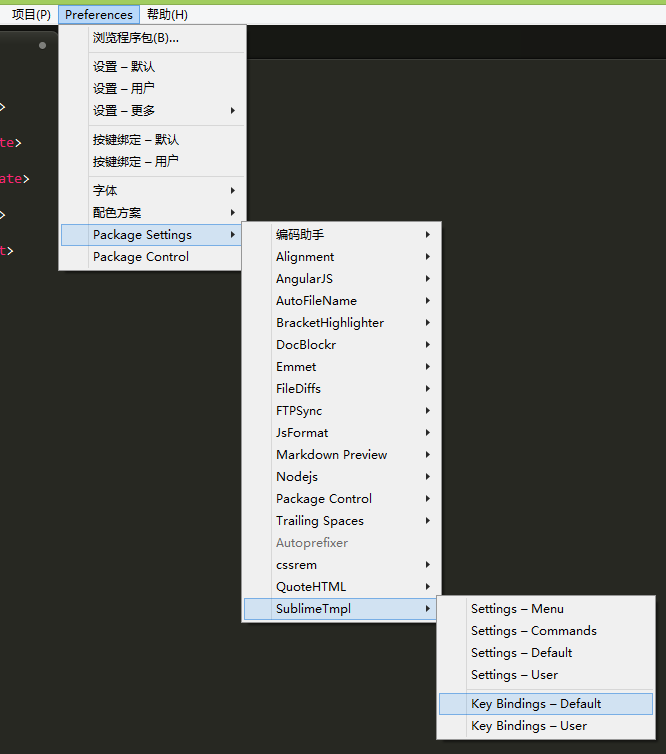 项目(P) Preferences 帮助(H)
浏览程序包(B)...
设置 – 默认
设置 – 用户
设置 – 更多
按键绑定 – 默认
按键绑定 – 用户
字体
配色方案
Package Settings
Package Control
>
te>
ate>
>
t>
编码助手
Alignment
AngularJS
AutoFileName
BracketHighlighter
DocBlockr
Emmet
FileDiffs
FTPSync
JsFormat
Markdown Preview
Nodejs
Package Control
Trailing Spaces
Autoprefixer
cssrem
QuoteHTML
SublimeTmpl
Settings – Menu
Settings – Commands
Settings – Default
Settings – User
Key Bindings – Default
Key Bindings – User